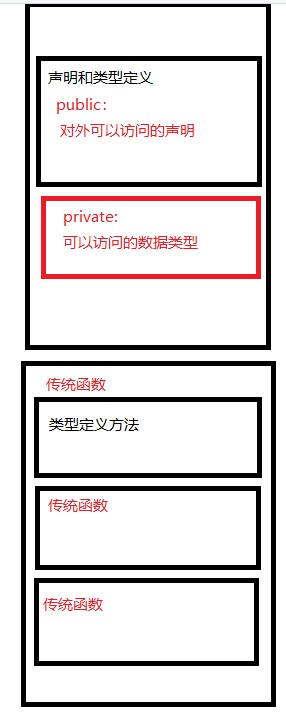 声明和类型定义
public：
对外可以访问的声明
private:
可以访问的数据类型
传统函数
类型定义方法
传统函数
传统函数